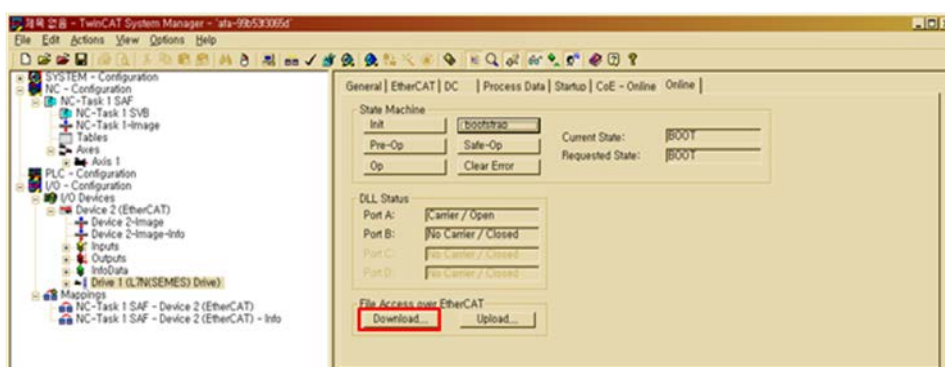 제목 없음 - TwinCAT System Manager - 'afa-99b53f3065d'
File Edit Actions View Options Help
SYSTEM - Configuration
NC - Configuration
NC-Task 1 SAF
NC-Task 1 SVB
NC-Task 1-Image
Tables
Axes
Axis 1
PLC - Configuration
I/O - Configuration
I/O Devices
Device 2 (EtherCAT)
Device 2-Image
Device 2-Image-Info
Inputs
Outputs
InfoData
Drive 1 (L7N(SEMES) Drive)
Mappings
NC-Task 1 SAF - Device 2 (EtherCAT)
NC-Task 1 SAF - Device 2 (EtherCAT) - Info
General EtherCAT DC Process Data Startup CoE - Online Online
State Machine
Init bootstrap
Pre-Op Safe-Op
Op Clear Error
Current State: BOOT
Requested State: BOOT
DLL Status
Port A: Carrier / Open
Port B: No Carrier / Closed
Port C: No Carrier / Closed
Port D: No Carrier / Closed
File Access over EtherCAT
Download... Upload...